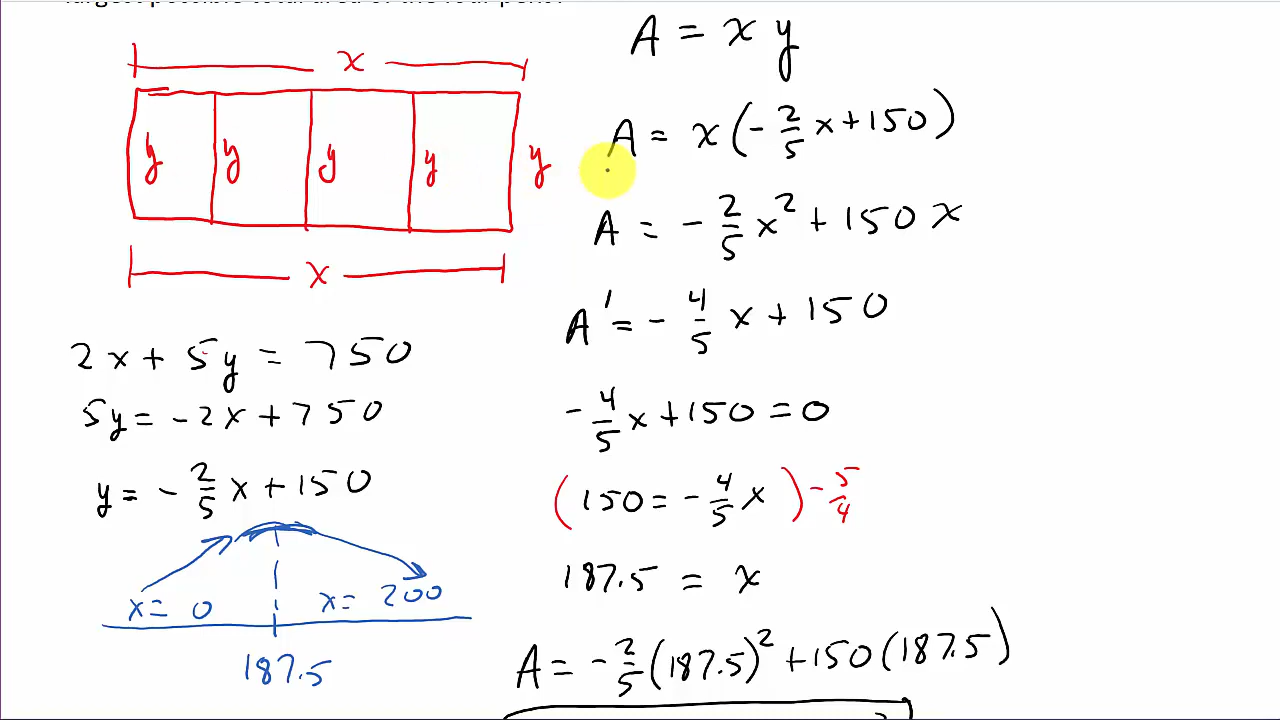 x
y y y y y
x
2x + 5y = 750
5y = -2x + 750
y = - 2/5 x + 150
x = 0 x = 200
187.5
A = x y
A = x(- 2/5 x + 150)
A = - 2/5 x² + 150x
A' = - 4/5 x + 150
- 4/5 x + 150 = 0
(150 = - 4/5 x) - 5/4
187.5 = x
A = - 2/5 (187.5)² + 150(187.5)